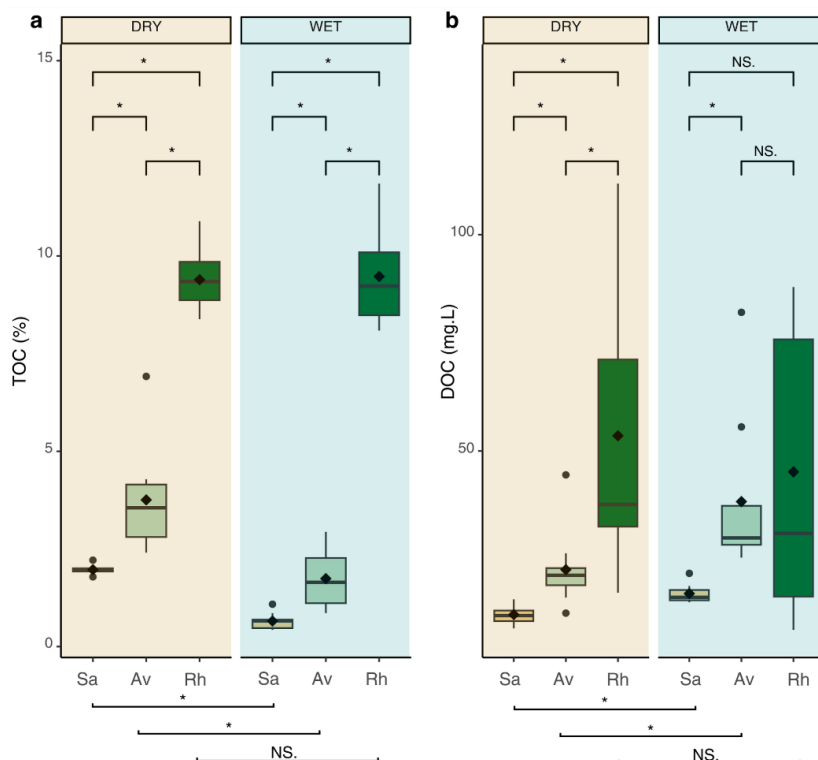 a
DRY
WET
TOC (%)
15
10
5
0
*
*
*
*
*
*
Sa
Av
Rh
Sa
Av
Rh
*
*
NS.
b
DRY
WET
DOC (mg.L)
100
50
*
*
*
NS.
*
NS.
Sa
Av
Rh
Sa
Av
Rh
*
*
NS.